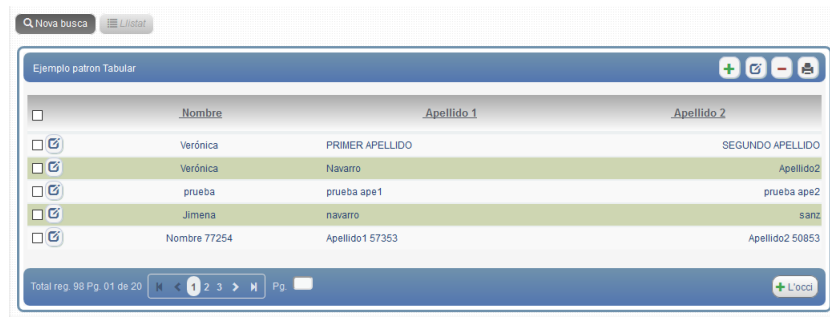 Nova busca Llistat
Ejemplo patron Tabular
Nombre Apellido 1 Apellido 2
Verónica PRIMER APELLIDO SEGUNDO APELLIDO
Verónica Navarro Apellido2
prueba prueba ape1 prueba ape2
Jimena navarro sanz
Nombre 77254 Apellido1 57353 Apellido2 50853
Total reg. 98 Pg. 01 de 20 1 2 3 Pg. L'occi